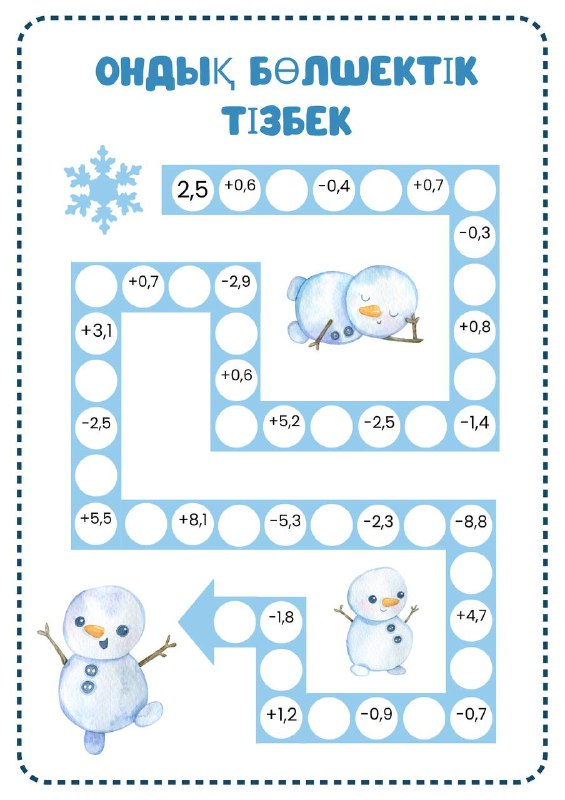 ОНДЫҚ БӨЛШЕКТІК
ТІЗБЕК
2,5 +0,6 -0,4 +0,7
-0,3
+0,7 -2,9
+3,1 +0,8
+0,6
-2,5 +5,2 -2,5 -1,4
+5,5 +8,1 -5,3 -2,3 -8,8
-1,8 +4,7
+1,2 -0,9 -0,7